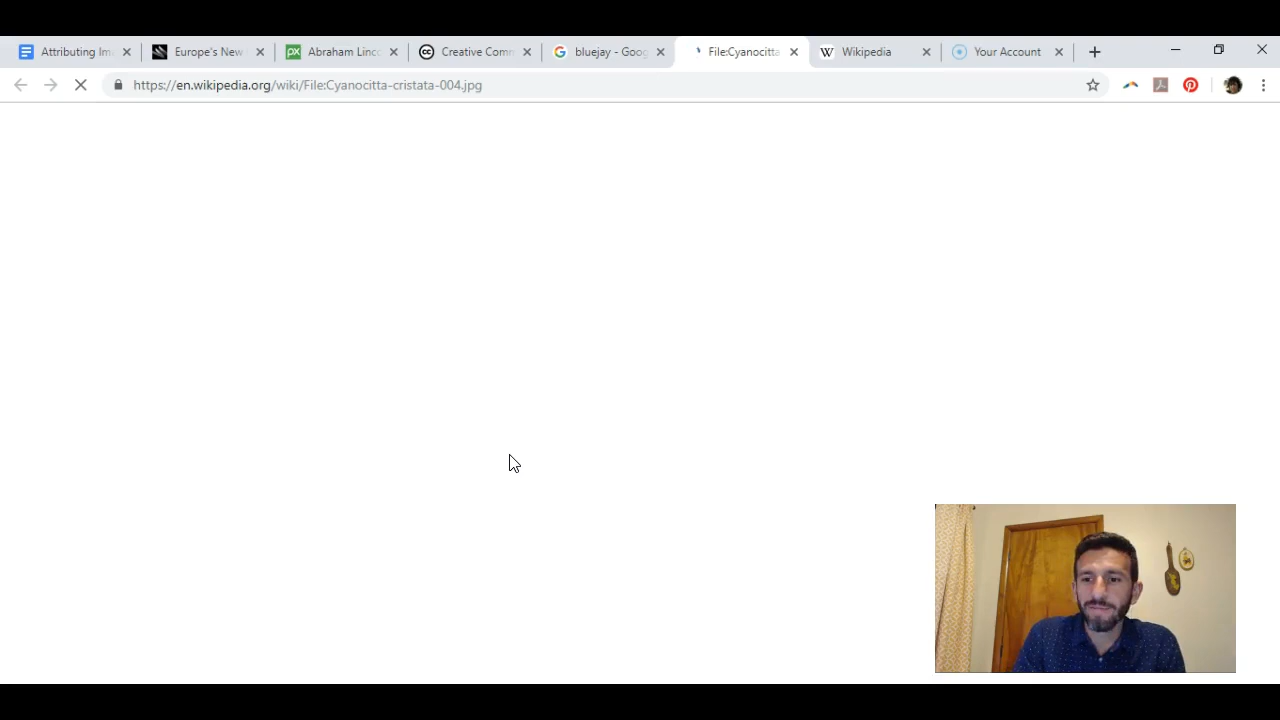 Attributing Im
Europe's New
Abraham Linc
Creative Comm
bluejay - Goog
File:Cyanocitta
Wikipedia
Your Account
https://en.wikipedia.org/wiki/File:Cyanocitta-cristata-004.jpg